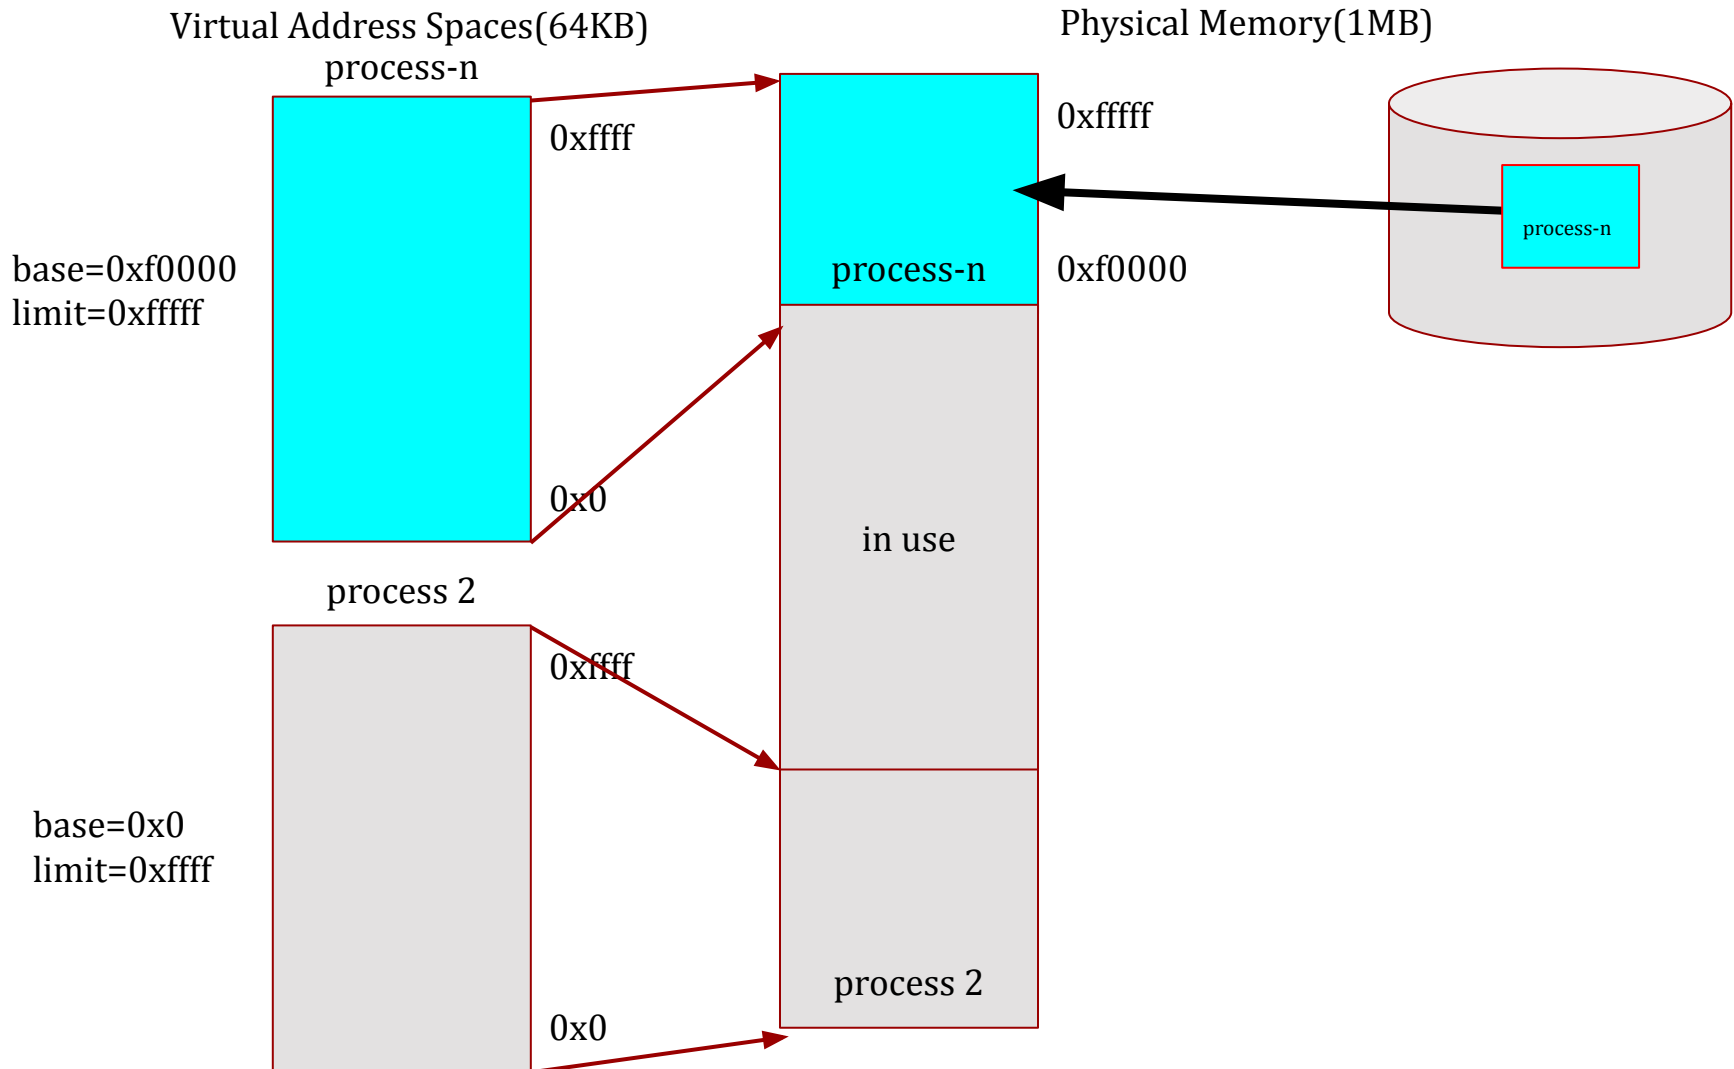 Virtual Address Spaces(64KB)
Physical Memory(1MB)
process-n
0xffff
0xfffff
process-n
base=0xf0000
limit=0xfffff
process-n
0xf0000
0x0
in use
process 2
0xffff
base=0x0
limit=0xffff
process 2
0x0